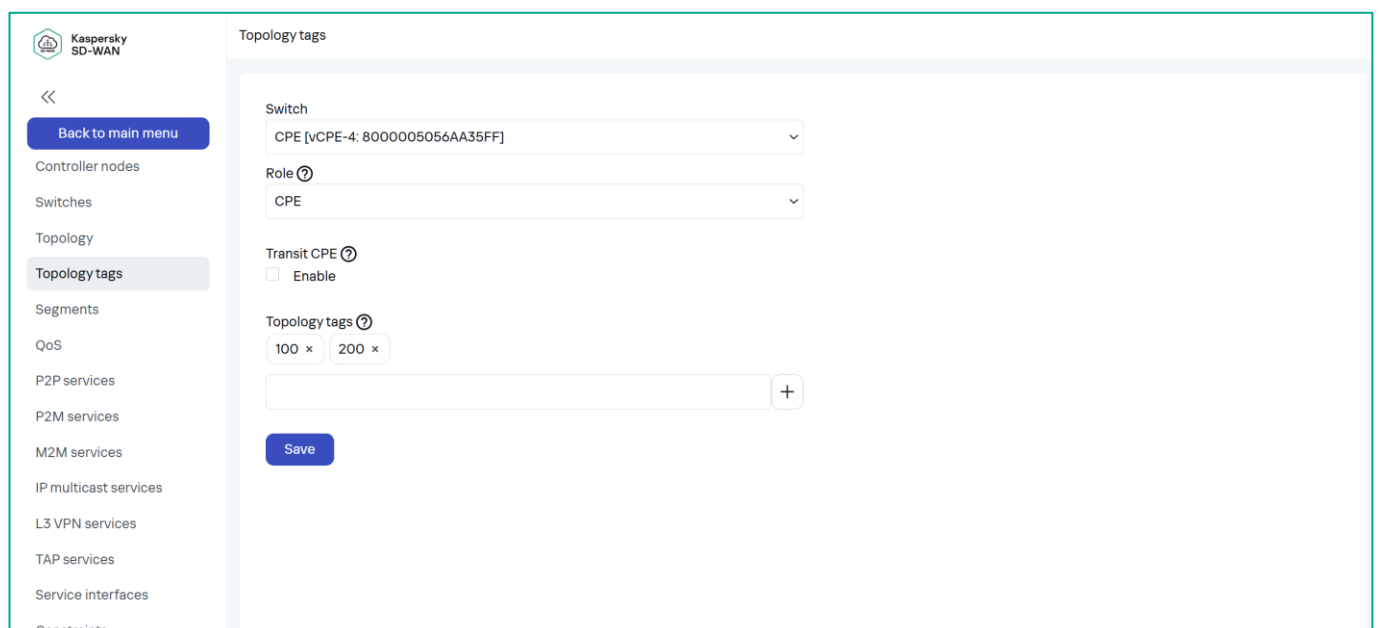 Kaspersky
SD-WAN
Topology tags
Back to main menu
Controller nodes
Switches
Topology
Topology tags
Segments
QoS
P2P services
P2M services
M2M services
IP multicast services
L3 VPN services
TAP services
Service interfaces
Switch
CPE [vCPE-4: 8000005056AA35FF]
Role ?
CPE
Transit CPE ?
Enable
Topology tags ?
100 × 200 ×
+
Save